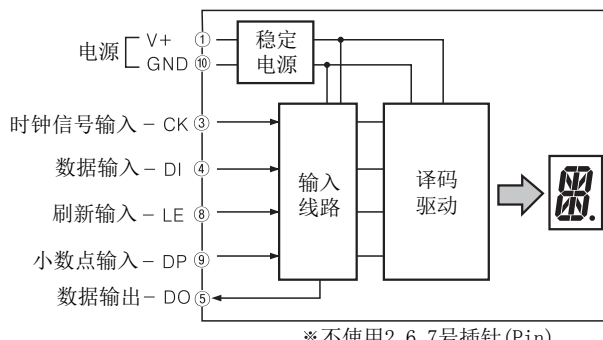 电源 V+ ①
GND ⑩
稳定
电源
时钟信号输入 – CK ③
数据输入 – DI ④
刷新输入 – LE ⑧
小数点输入 – DP ⑨
数据输出 – DO ⑤
输入
线路
译码
驱动
※不使用2,6,7号插针(Pin)